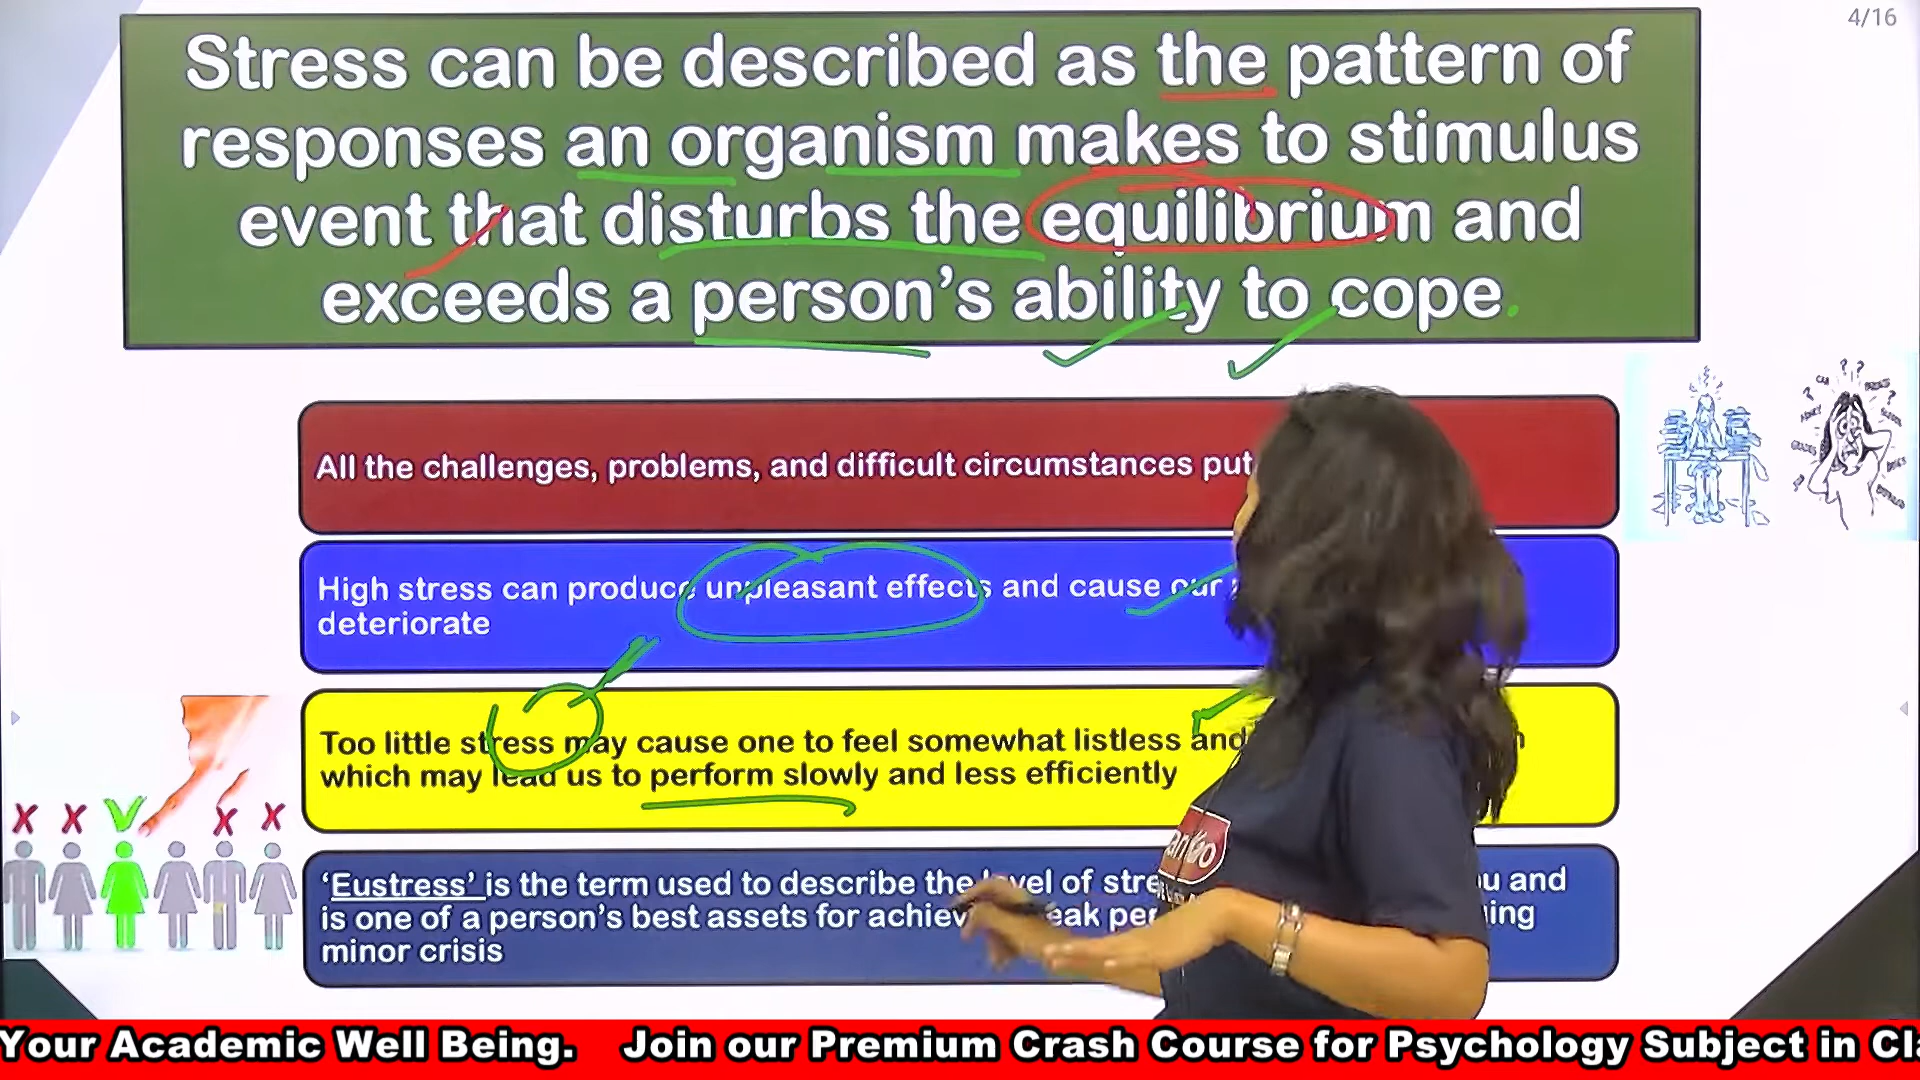 4/16
Stress can be described as the pattern of
responses an organism makes to stimulus
event that disturbs the equilibrium and
exceeds a person's ability to cope.
All the challenges, problems, and difficult circumstances put
High stress can produce unpleasant effects and cause our
deteriorate
Too little stress may cause one to feel somewhat listless and
which may lead us to perform slowly and less efficiently
‘Eustress’ is the term used to describe the level of and
is one of a person's best assets for
minor crisis
Your Academic Well Being. Join our Premium Crash Course for Psychology Subject in